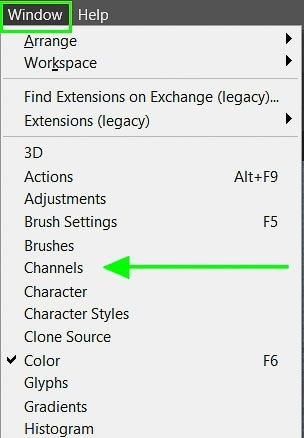 Window Help
Arrange
Workspace
Find Extensions on Exchange (legacy)...
Extensions (legacy)
3D
Actions Alt+F9
Adjustments
Brush Settings F5
Brushes
Channels
Character
Character Styles
Clone Source
Color F6
Glyphs
Gradients
Histogram